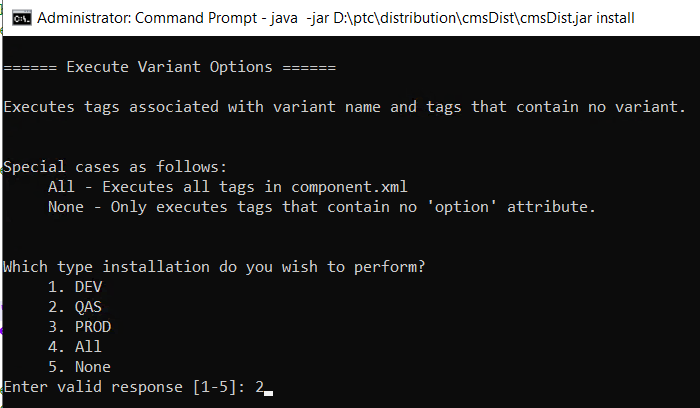 Administrator: Command Prompt - java  -jar D:\ptc\distribution\cmsDist\cmsDist.jar install
====== Execute Variant Options ======
Executes tags associated with variant name and tags that contain no variant.
Special cases as follows:
All - Executes all tags in component.xml
None - Only executes tags that contain no 'option' attribute.
Which type installation do you wish to perform?
1. DEV
2. QAS
3. PROD
4. All
5. None
Enter valid response [1-5]: 2